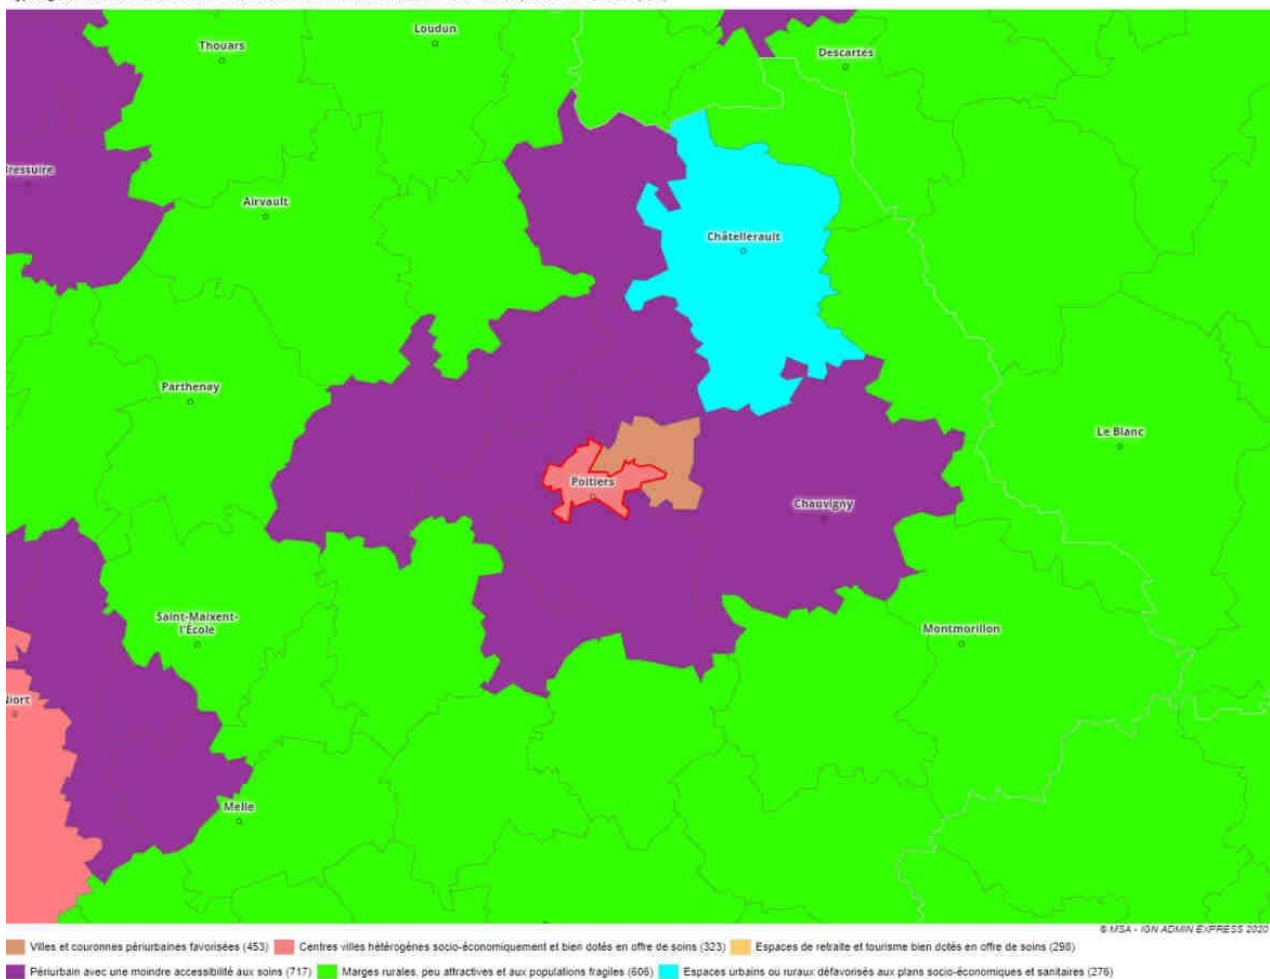 Loudun
Thouars
Descartes
Airvault
Châtellerault
Parthenay
Le Blanc
Poitiers
Chauvigny
Saint-Maixent-
l'École
Montmorillon
Melle
© MSA - IGN ADMIN EXPRESS 2020
Villes et couronnes périurbaines favorisées (453) Centres villes hétérogènes socio-économiquement et bien dotés en offre de soins (323) Espaces de retraite et tourisme bien dotés en offre de soins (298)
Périurbain avec une moindre accessibilité aux soins (717) Marges rurales, peu attractives et aux populations fragiles (606) Espaces urbains ou ruraux défavorisés aux plans socio-économiques et sanitaires (276)